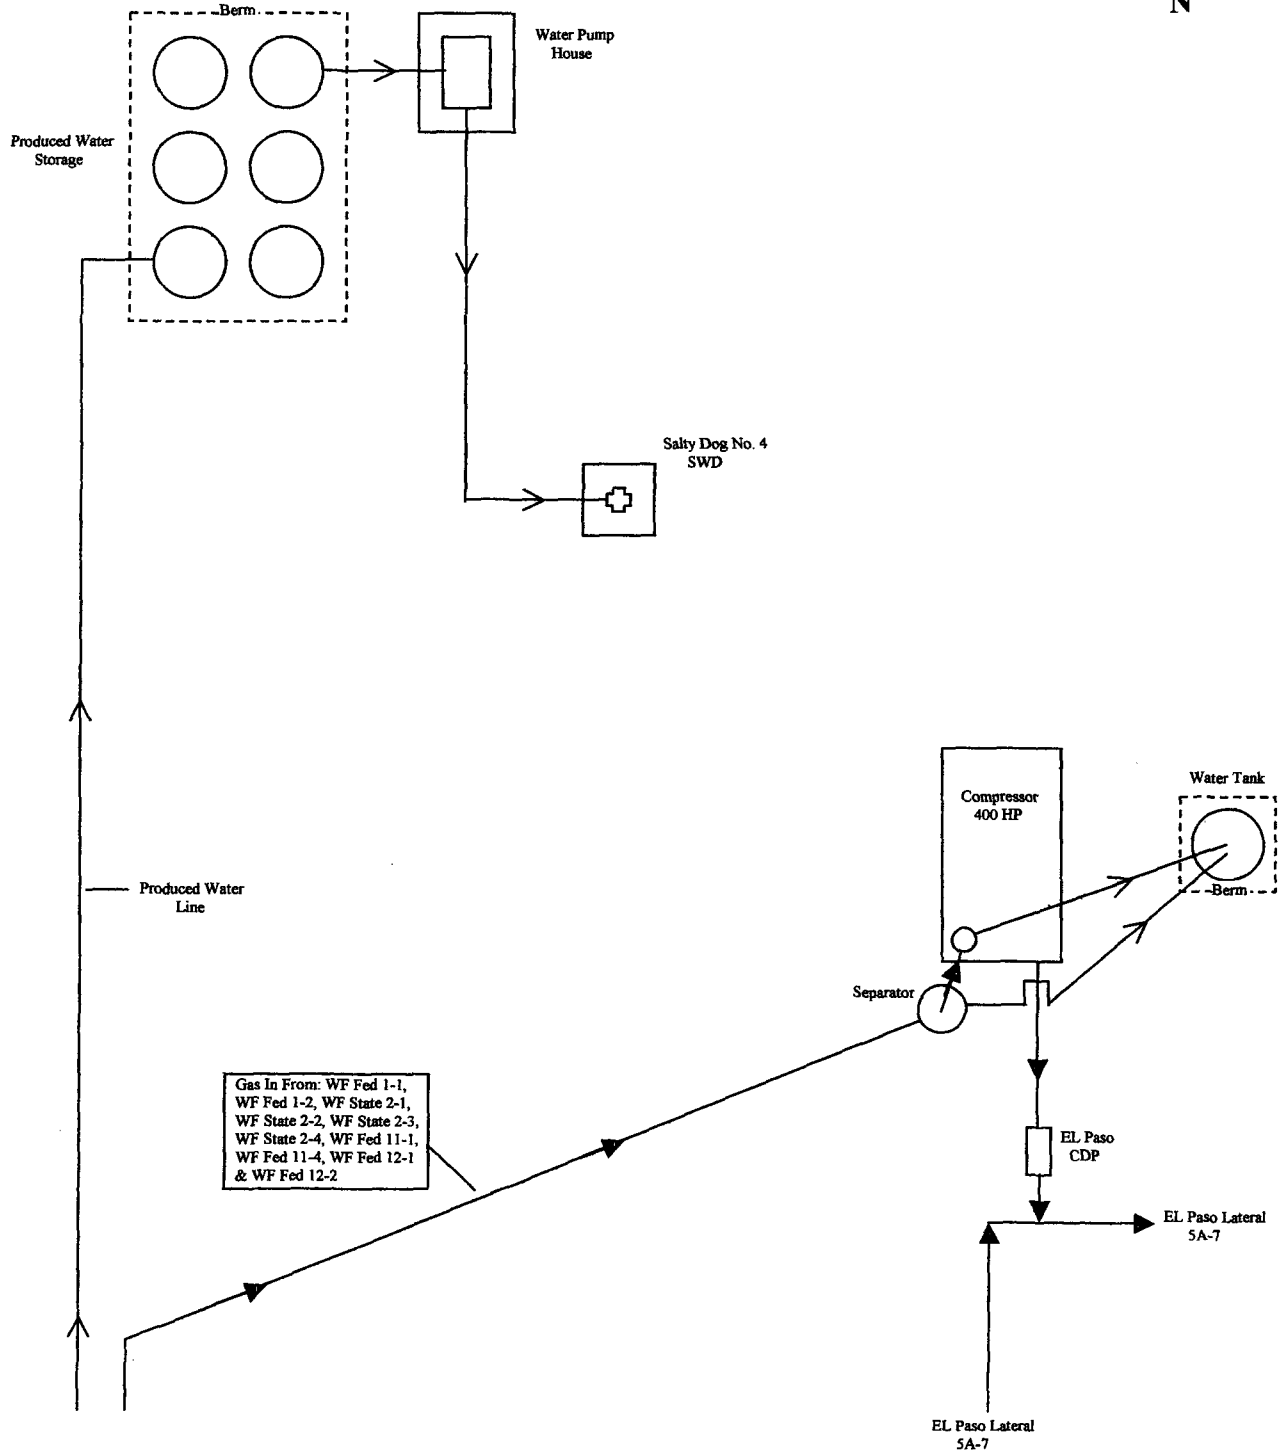 N
Berm
Water Pump
House
Produced Water
Storage
Salty Dog No. 4
SWD
Compressor
400 HP
Water Tank
Berm
Produced Water
Line
Separator
Gas In From: WF Fed 1-1,
WF Fed 1-2, WF State 2-1,
WF State 2-2, WF State 2-3,
WF State 2-4, WF Fed 11-1,
WF Fed 11-4, WF Fed 12-1
& WF Fed 12-2
EL Paso
CDP
EL Paso Lateral
5A-7
EL Paso Lateral
5A-7